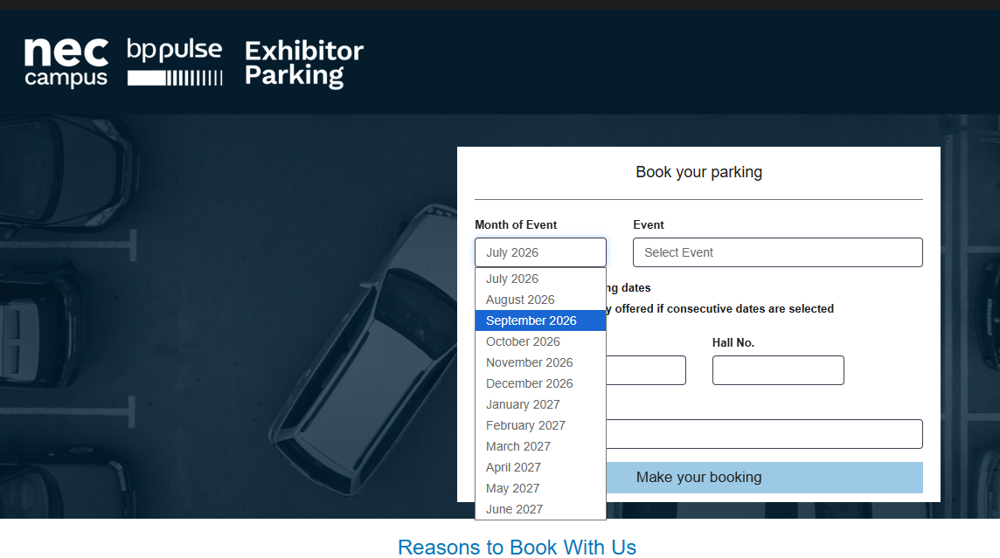 nec
campus
bp pulse
Exhibitor
Parking
Book your parking
Month of Event
Event
July 2026
Select Event
July 2026
August 2026
September 2026
October 2026
November 2026
December 2026
January 2027
February 2027
March 2027
April 2027
May 2027
June 2027
dates
offered if consecutive dates are selected
Hall No.
Make your booking
Reasons to Book With Us